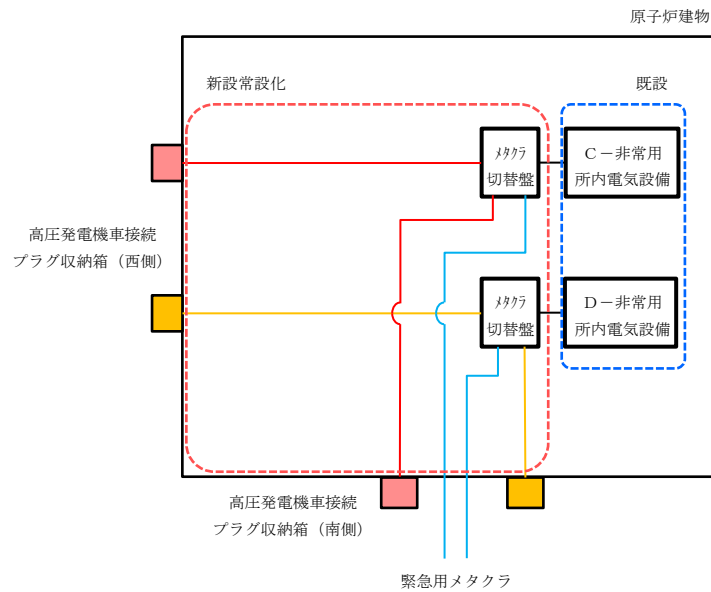 原子炉建物
新設常設化
既設
ﾒﾀｸﾗ
切替盤
C－非常用
所内電気設備
高圧発電機車接続
プラグ収納箱（西側）
ﾒﾀｸﾗ
切替盤
D－非常用
所内電気設備
高圧発電機車接続
プラグ収納箱（南側）
緊急用メタクラ